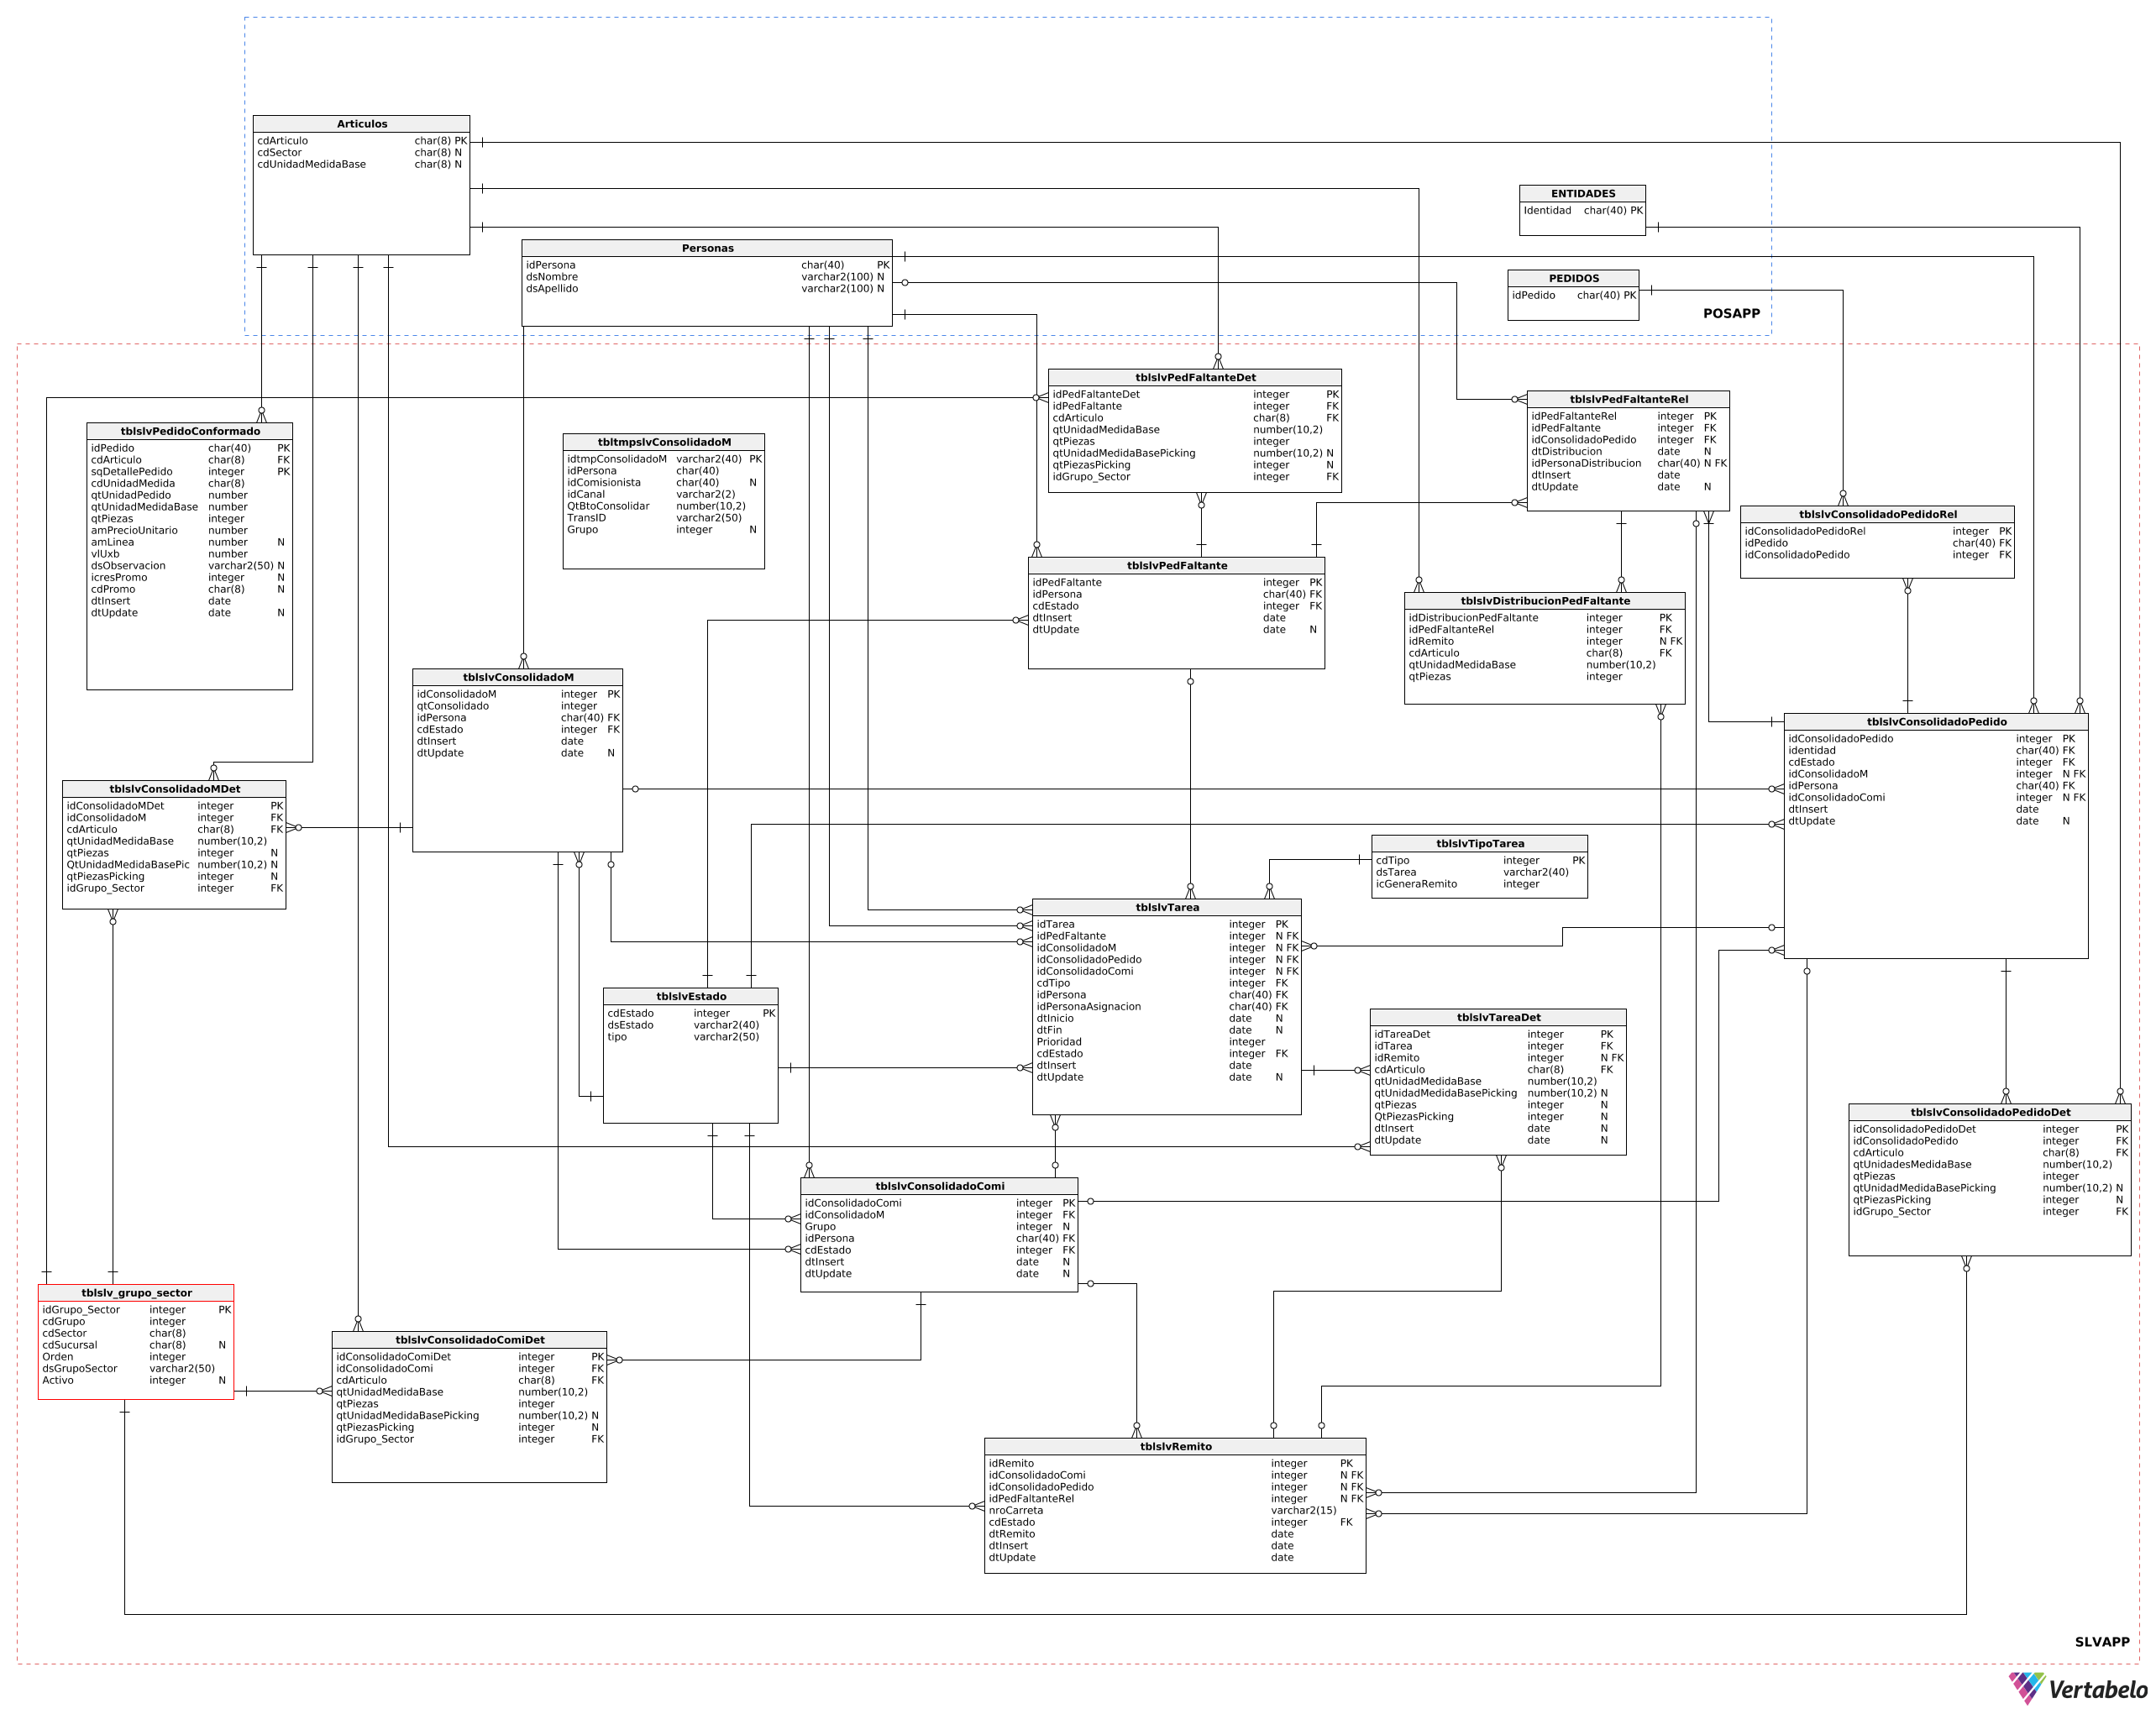 Articulos
cdArticulo char(8) PK
cdSector char(8) N
cdUnidadMedidaBase char(8) N
ENTIDADES
Identidad char(40) PK
Personas
idPersona char(40) PK
dsNombre varchar2(100) N
dsApellido varchar2(100) N
PEDIDOS
idPedido char(40) PK
POSAPP
tblslvPedFaltanteDet
idPedFaltanteDet integer PK
idPedFaltante integer FK
cdArticulo char(8) FK
qtUnidadMedidaBase number(10,2)
qtPiezas integer
qtUnidadMedidaBasePicking number(10,2) N
qtPiezasPicking integer N
idGrupo_Sector integer FK
tblslvPedFaltanteRel
idPedFaltanteRel integer PK
idPedFaltante integer FK
idConsolidadoPedido integer FK
dtDistribucion date N
idPersonaDistribucion char(40) N FK
dtInsert date
dtUpdate date N
tblslvPedidoConformado
idPedido char(40) PK
cdArticulo char(8) FK
sqDetallePedido integer PK
cdUnidadMedida char(8)
qtUnidadPedido number
qtUnidadMedidaBase number
qtPiezas integer
amPrecioUnitario number
amLinea number N
vlUxb number
dsObservacion varchar2(50) N
icresPromo integer N
cdPromo char(8) N
dtInsert date
dtUpdate date N
tbltmpslvConsolidadoM
idtmpConsolidadoM varchar2(40) PK
idPersona char(40)
idComisionista char(40) N
idCanal varchar2(2)
QtBtoConsolidar number(10,2)
TransID varchar2(50)
Grupo integer N
tblslvConsolidadoPedidoRel
idConsolidadoPedidoRel integer PK
idPedido char(40) FK
idConsolidadoPedido integer FK
tblslvPedFaltante
idPedFaltante integer PK
idPersona char(40) FK
cdEstado integer FK
dtInsert date
dtUpdate date N
tblslvDistribucionPedFaltante
idDistribucionPedFaltante integer PK
idPedFaltanteRel integer FK
idRemito integer N FK
cdArticulo char(8) FK
qtUnidadMedidaBase number(10,2)
qtPiezas integer
tblslvConsolidadoM
idConsolidadoM integer PK
qtConsolidado integer
idPersona char(40) FK
cdEstado integer FK
dtInsert date
dtUpdate date N
tblslvConsolidadoPedido
idConsolidadoPedido integer PK
identidad char(40) FK
cdEstado integer FK
idConsolidadoM integer N FK
idPersona char(40) FK
idConsolidadoComi integer N FK
dtInsert date
dtUpdate date N
tblslvConsolidadoMDet
idConsolidadoMDet integer PK
idConsolidadoM integer FK
cdArticulo char(8) FK
qtUnidadMedidaBase number(10,2)
qtPiezas integer N
QtUnidadMedidaBasePic number(10,2) N
qtPiezasPicking integer N
idGrupo_Sector integer FK
tblslvTipoTarea
cdTipo integer PK
dsTarea varchar2(40)
icGeneraRemito integer
tblslvTarea
idTarea integer PK
idPedFaltante integer N FK
idConsolidadoM integer N FK
idConsolidadoPedido integer N FK
idConsolidadoComi integer N FK
cdTipo integer FK
idPersona char(40) FK
idPersonaAsignacion char(40) FK
dtInicio date N
dtFin date N
Prioridad integer
cdEstado integer FK
dtInsert date
dtUpdate date N
tblslvEstado
cdEstado integer PK
dsEstado varchar2(40)
tipo varchar2(50)
tblslvTareaDet
idTareaDet integer PK
idTarea integer FK
idRemito integer N FK
cdArticulo char(8) FK
qtUnidadMedidaBase number(10,2)
qtUnidadMedidaBasePicking number(10,2) N
qtPiezas integer N
QtPiezasPicking integer N
dtInsert date N
dtUpdate date N
tblslvConsolidadoPedidoDet
idConsolidadoPedidoDet integer PK
idConsolidadoPedido integer FK
cdArticulo char(8) FK
qtUnidadesMedidaBase number(10,2)
qtPiezas integer
qtUnidadMedidaBasePicking number(10,2) N
qtPiezasPicking integer N
idGrupo_Sector integer FK
tblslvConsolidadoComi
idConsolidadoComi integer PK
idConsolidadoM integer FK
Grupo integer N
idPersona char(40) FK
cdEstado integer FK
dtInsert date N
dtUpdate date N
tblslv_grupo_sector
idGrupo_Sector integer PK
cdGrupo integer
cdSector char(8)
cdSucursal char(8) N
Orden integer
dsGrupoSector varchar2(50)
Activo integer N
tblslvConsolidadoComiDet
idConsolidadoComiDet integer PK
idConsolidadoComi integer FK
cdArticulo char(8) FK
qtUnidadMedidaBase number(10,2)
qtPiezas integer
qtUnidadMedidaBasePicking number(10,2) N
qtPiezasPicking integer N
idGrupo_Sector integer FK
tblslvRemito
idRemito integer PK
idConsolidadoComi integer N FK
idConsolidadoPedido integer N FK
idPedFaltanteRel integer N FK
nroCarreta varchar2(15)
cdEstado integer FK
dtRemito date
dtInsert date
dtUpdate date
SLVAPP
Vertabelo